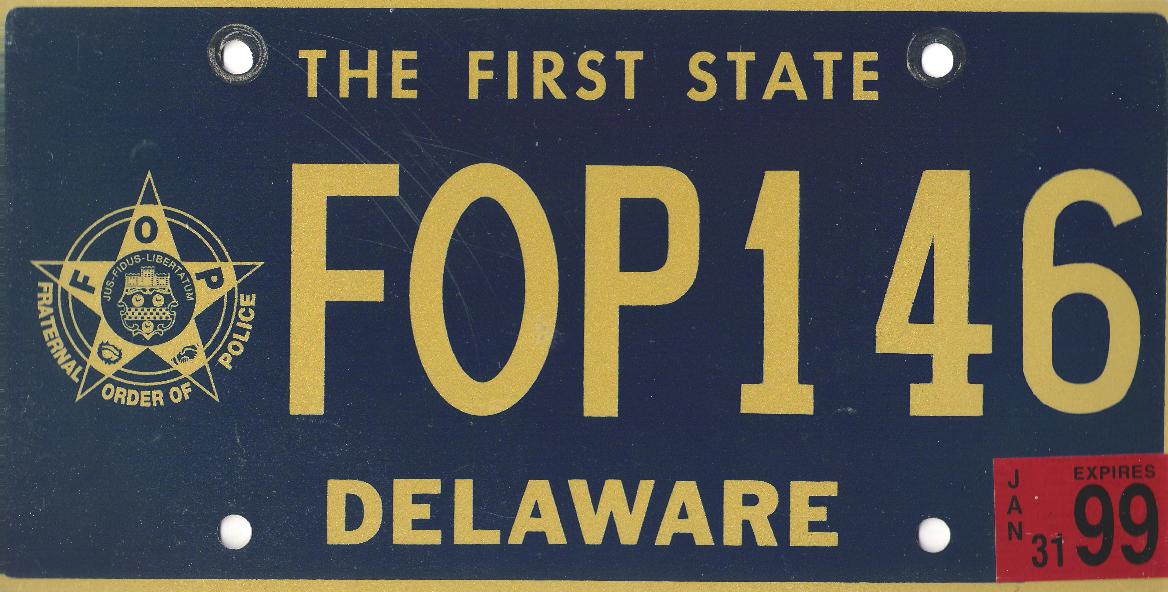 THE FIRST STATE
F O P
JUS-FIDUS-LIBERTATUM
FRATERNAL ORDER OF POLICE
FOP146
DELAWARE
EXPIRES
JAN 31 99